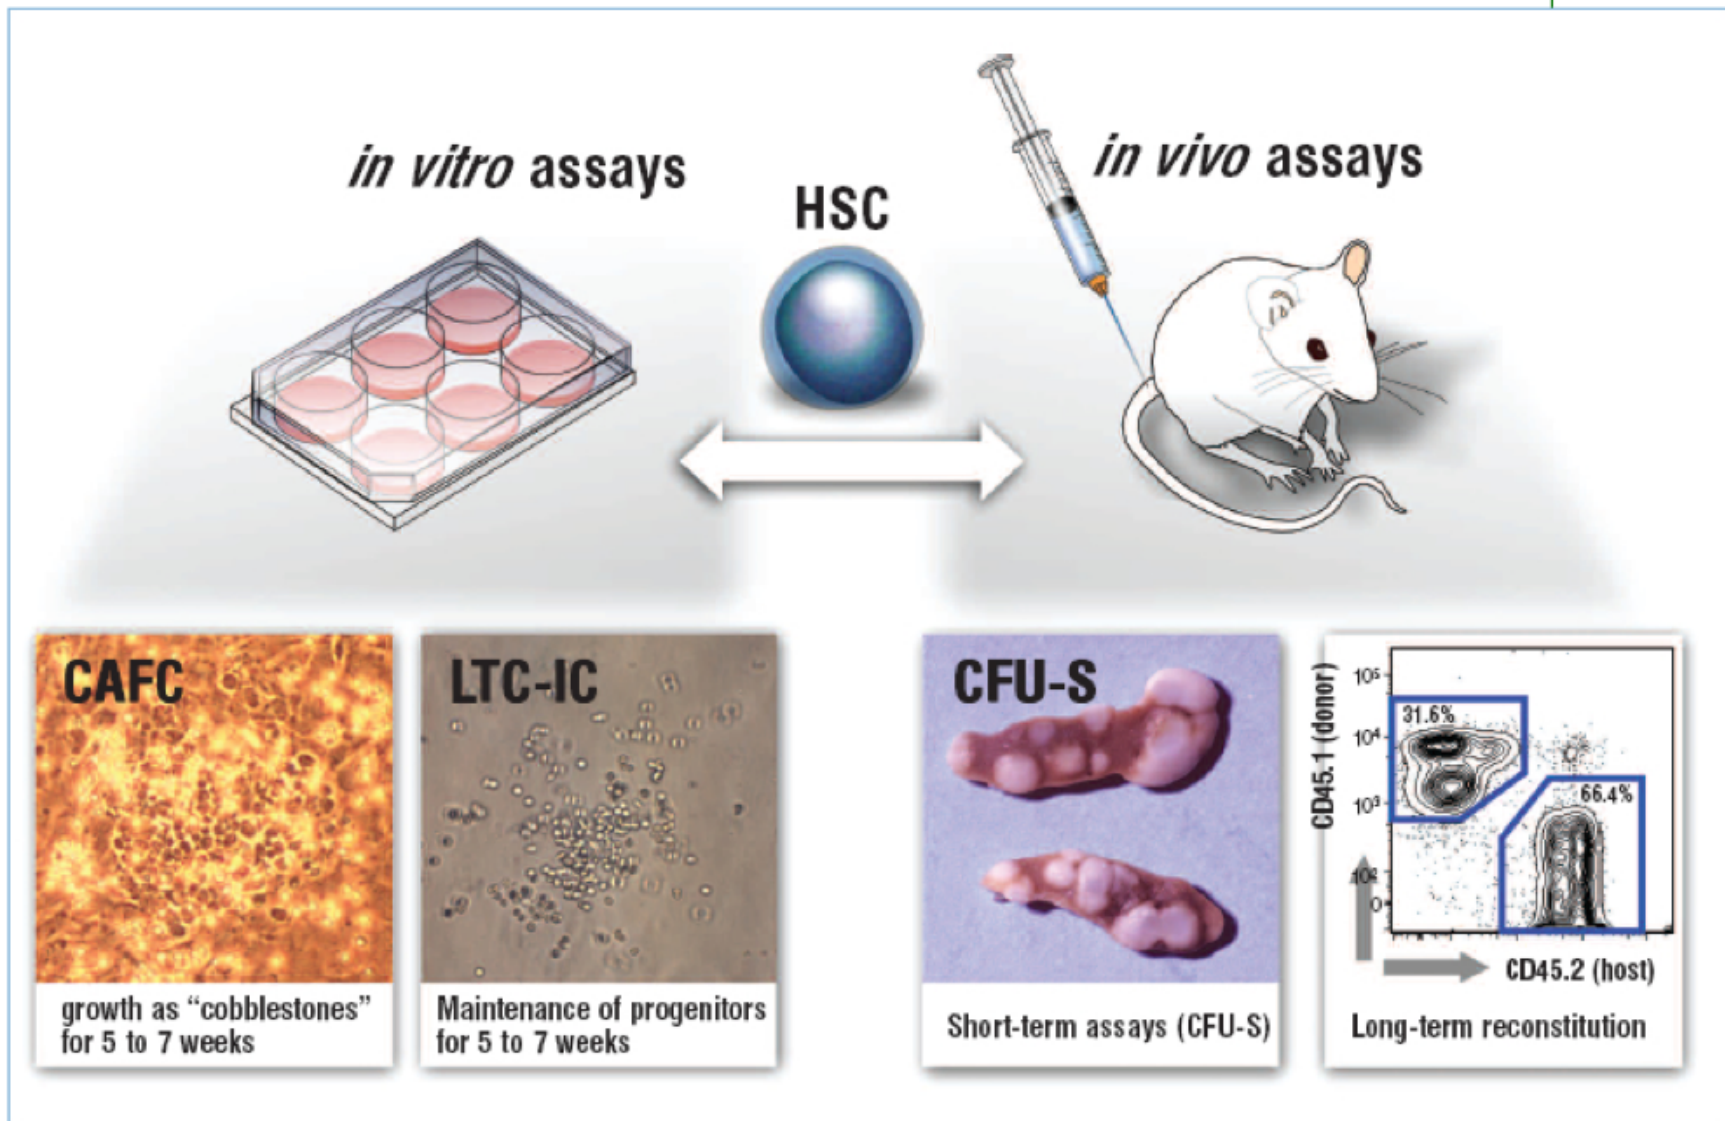 in vitro assays
HSC
in vivo assays
CAFC
growth as “cobblestones”
for 5 to 7 weeks
LTC-IC
Maintenance of progenitors
for 5 to 7 weeks
CFU-S
Short-term assays (CFU-S)
CD45.1 (donor)
10⁵
10⁴
10³
10²
0
31.6%
66.4%
CD45.2 (host)
Long-term reconstitution